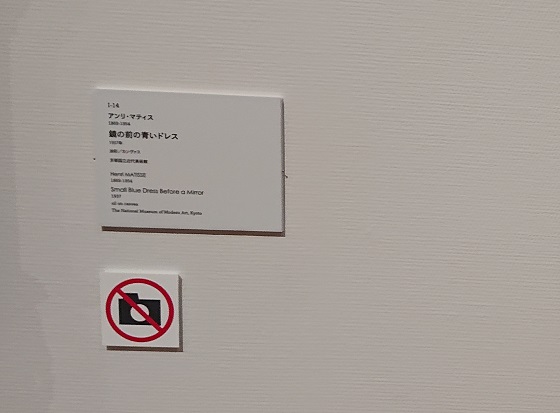 1-14
アンリ・マティス
1869-1954
鏡の前の青いドレス
1937年
油彩/カンヴァス
京都国立近代美術館
Henri MATISSE
1869-1954
Small Blue Dress Before a Mirror
1937
oil on canvas
The National Museum of Modern Art, Kyoto